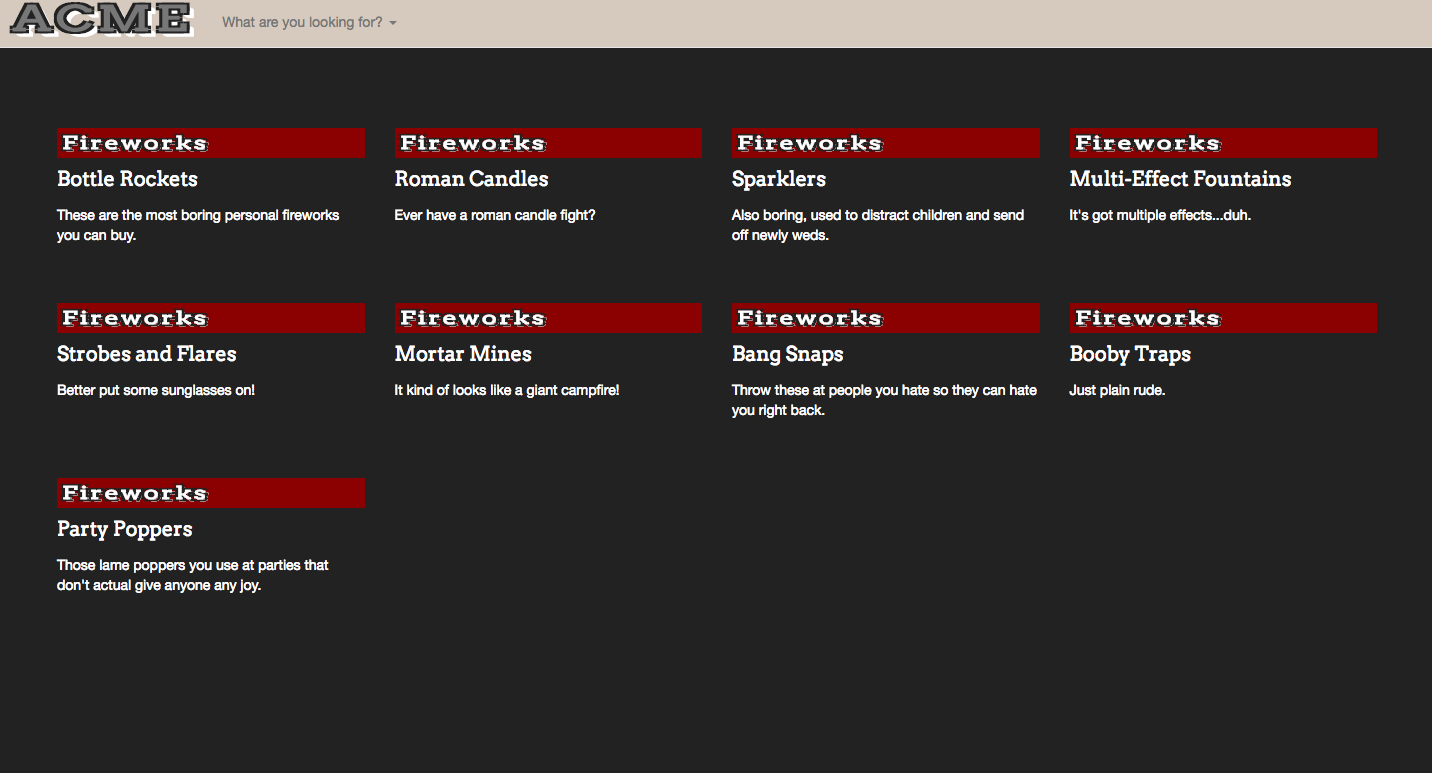 ACME
What are you looking for?
Fireworks
Bottle Rockets
These are the most boring personal fireworks
you can buy.
Fireworks
Roman Candles
Ever have a roman candle fight?
Fireworks
Sparklers
Also boring, used to distract children and send
off newly weds.
Fireworks
Multi-Effect Fountains
It's got multiple effects...duh.
Fireworks
Strobes and Flares
Better put some sunglasses on!
Fireworks
Mortar Mines
It kind of looks like a giant campfire!
Fireworks
Bang Snaps
Throw these at people you hate so they can hate
you right back.
Fireworks
Booby Traps
Just plain rude.
Fireworks
Party Poppers
Those lame poppers you use at parties that
don't actual give anyone any joy.